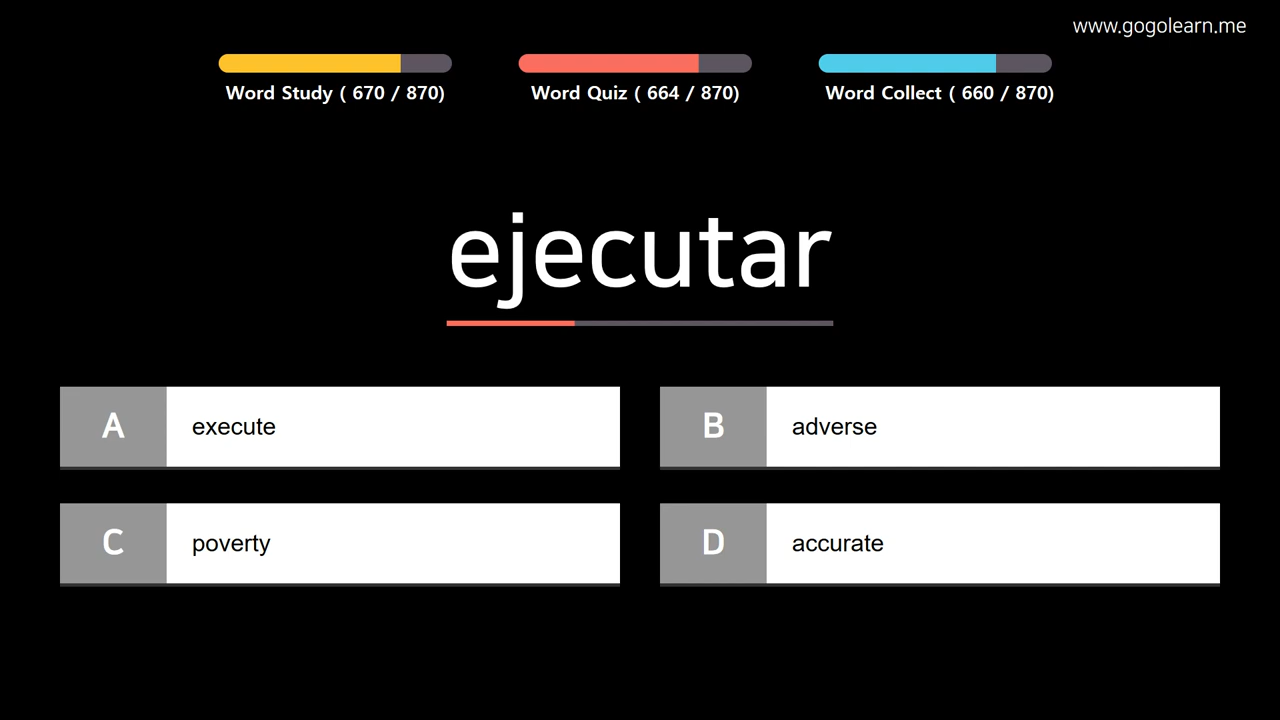 www.gogolearn.me
Word Study ( 670 / 870)
Word Quiz ( 664 / 870)
Word Collect ( 660 / 870)
ejecutar
A execute
B adverse
C poverty
D accurate